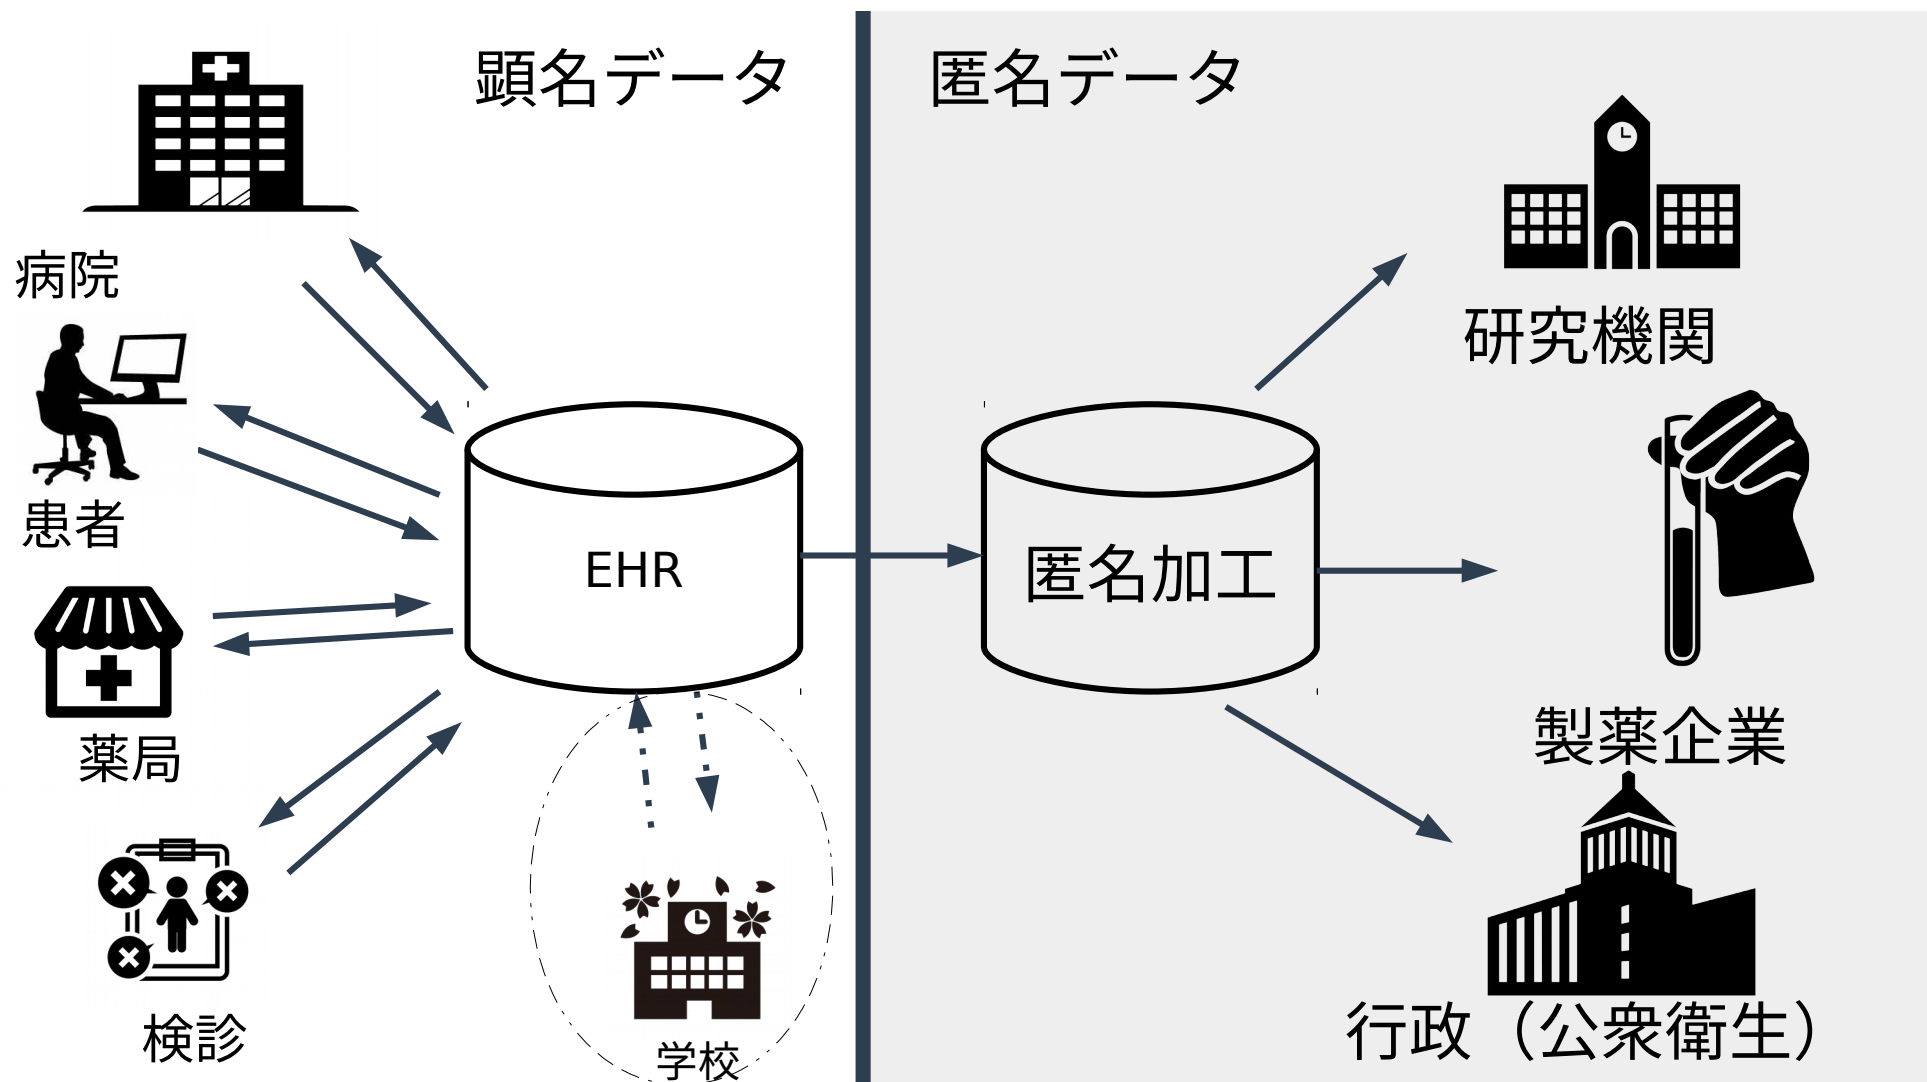 顕名データ
匿名データ
病院
患者
薬局
検診
EHR
学校
匿名加工
研究機関
製薬企業
行政（公衆衛生）